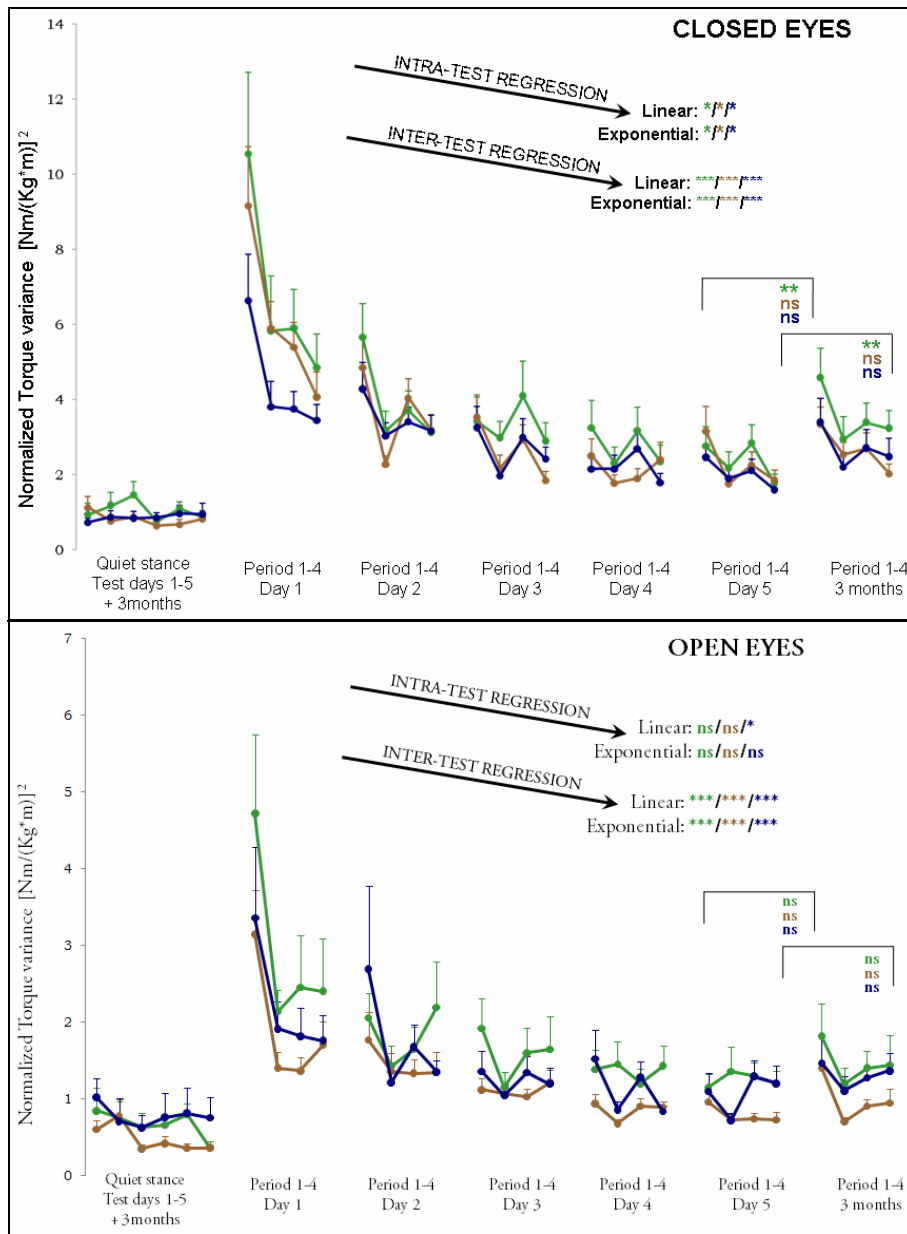 CLOSED EYES
14
12
10
8
6
4
2
0
Normalized Torque variance [Nm/(Kg*m)]²
INTRA-TEST REGRESSION
Linear: */*/*
Exponential: */*/*
INTER-TEST REGRESSION
Linear: ***/***/***
Exponential: ***/***/***
**
ns
ns
**
ns
ns
Quiet stance
Test days 1-5
+ 3months
Period 1-4
Day 1
Period 1-4
Day 2
Period 1-4
Day 3
Period 1-4
Day 4
Period 1-4
Day 5
Period 1-4
3 months
OPEN EYES
7
6
5
4
3
2
1
0
Normalized Torque variance [Nm/(Kg*m)]²
INTRA-TEST REGRESSION
Linear: ns/ns/*
Exponential: ns/ns/ns
INTER-TEST REGRESSION
Linear: ***/***/***
Exponential: ***/***/***
ns
ns
ns
ns
ns
ns
Quiet stance
Test days 1-5
+ 3months
Period 1-4
Day 1
Period 1-4
Day 2
Period 1-4
Day 3
Period 1-4
Day 4
Period 1-4
Day 5
Period 1-4
3 months